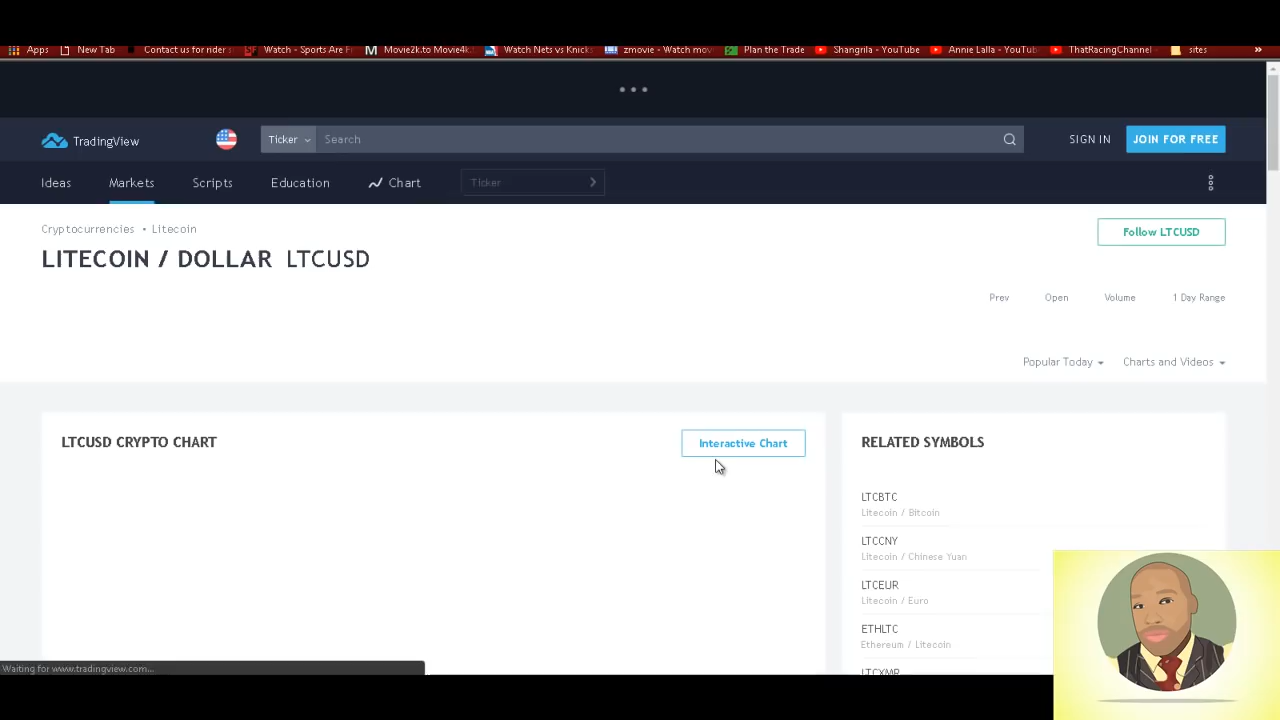 Apps New Tab Contact us for rider s Watch - Sports Are Fr Movie2k.to Movie4k. Watch Nets vs Knicks zmovie - Watch mov Plan the Trade Shangrila - YouTube Annie Lalla - YouTub ThatRacingChannel - sites »
TradingView Ticker Search SIGN IN JOIN FOR FREE
Ideas Markets Scripts Education Chart Ticker
Cryptocurrencies • Litecoin
Follow LTCUSD
LITECOIN / DOLLAR LTCUSD
Prev Open Volume 1 Day Range
Popular Today Charts and Videos
LTCUSD CRYPTO CHART Interactive Chart
RELATED SYMBOLS
LTCBTC
Litecoin / Bitcoin
LTCCNY
Litecoin / Chinese Yuan
LTCEUR
Litecoin / Euro
ETHLTC
Ethereum / Litecoin
LTCXMR
Waiting for www.tradingview.com...